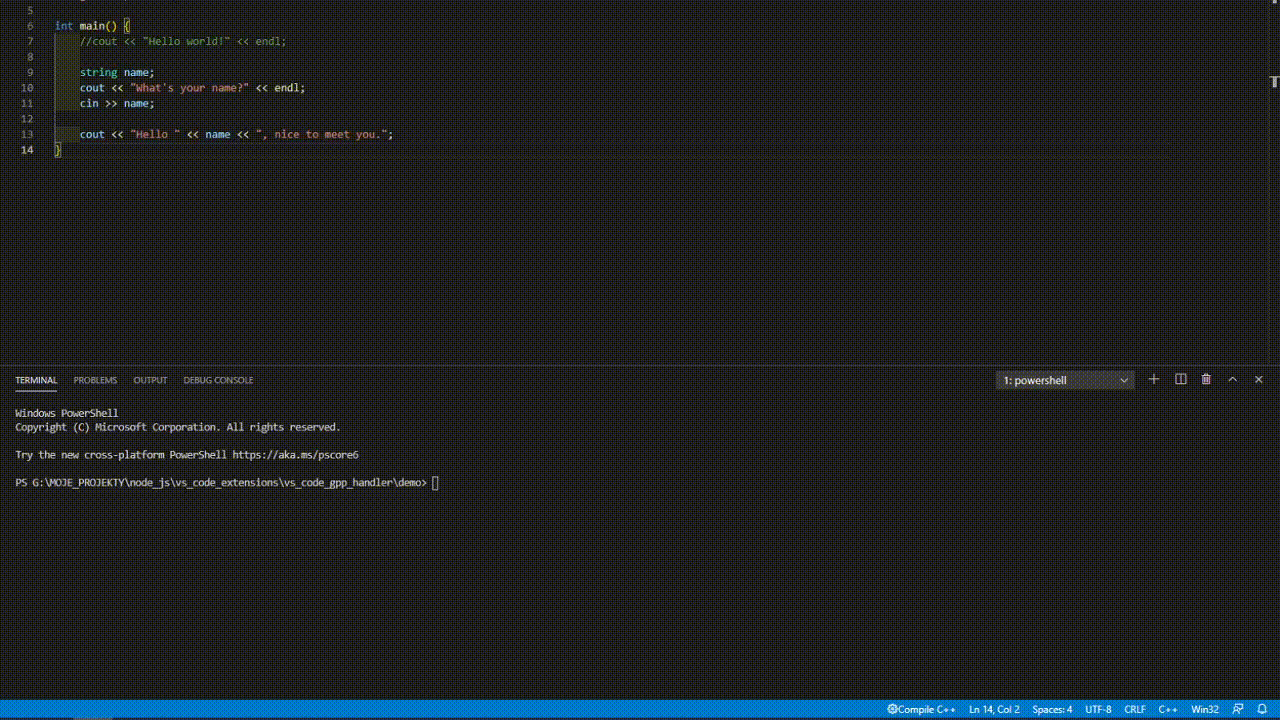 5
6 int main() {
7 //cout << "Hello world!" << endl;
8
9 string name;
10 cout << "What's your name?" << endl;
11 cin >> name;
12
13 cout << "Hello " << name << ", nice to meet you.";
14 }
TERMINAL PROBLEMS OUTPUT DEBUG CONSOLE 1: powershell
Windows PowerShell
Copyright (C) Microsoft Corporation. All rights reserved.
Try the new cross-platform PowerShell https://aka.ms/pscore6
PS G:\MOJE_PROJEKTY\node_js\vs_code_extensions\vs_code_gpp_handler\demo>
Compile C++ Ln 14, Col 2 Spaces: 4 UTF-8 CRLF C++ Win32